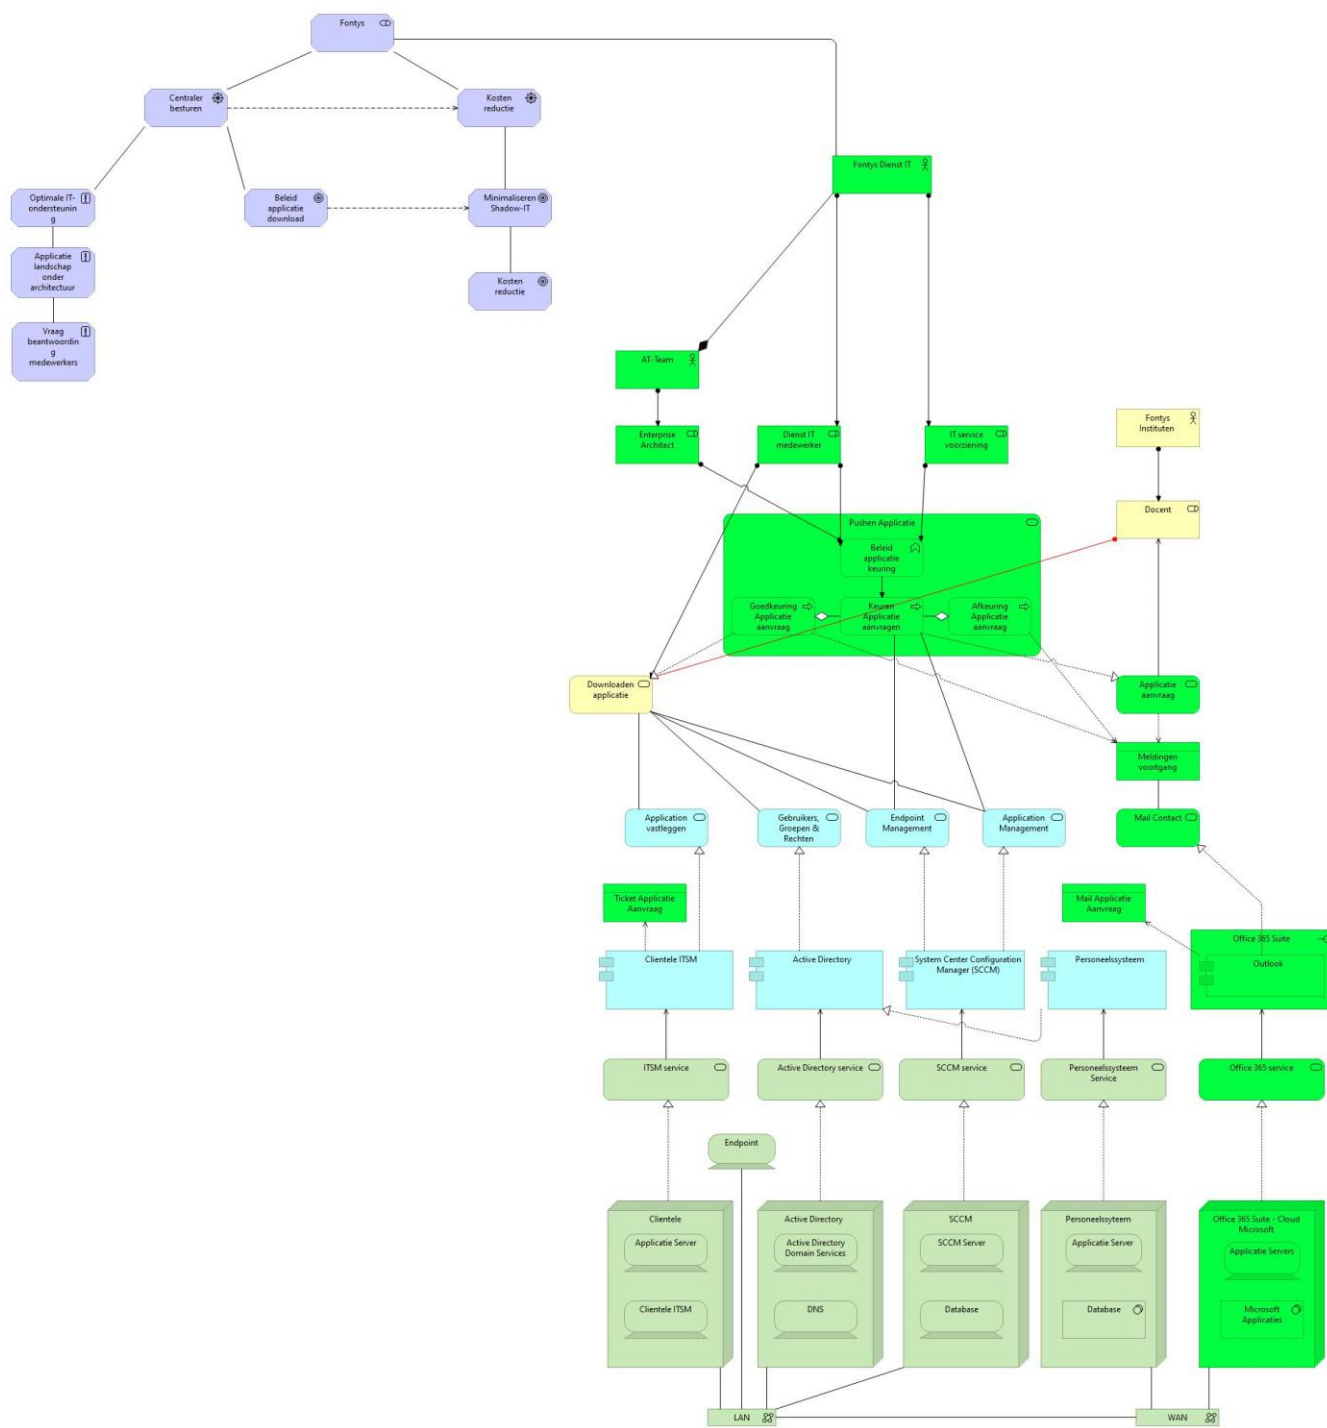 Fontys
Centraler
besturen
Kosten
reductie
Fontys Dienst IT
Optimale IT-
ondersteunin
g
Beleid
applicatie
download
Minimaliseren
Shadow-IT
Applicatie
landschap
onder
architectuur
Kosten
reductie
Vraag
beantwoordin
g
medewerkers
AT-Team
Enterprise
Architect
Dienst IT
medewerker
IT service
voorziening
Fontys
Instituten
Docent
Pushen Applicatie
Beleid
applicatie
keuring
Goedkeuring
Applicatie
aanvraag
Keuren
Applicatie
aanvragen
Afkeuring
Applicatie
aanvraag
Downloaden
applicatie
Applicatie
aanvraag
Meldingen
voortgang
Application
vastleggen
Gebruikers,
Groepen &
Rechten
Endpoint
Management
Application
Management
Mail Contact
Ticket Applicatie
Aanvraag
Mail Applicatie
Aanvraag
Clientele ITSM
Active Directory
System Center Configuration
Manager (SCCM)
Personeelssysteem
Office 365 Suite
Outlook
ITSM service
Active Directory service
SCCM service
Personeelssyteem
Service
Office 365 service
Endpoint
Clientele
Applicatie Server
Clientele ITSM
Active Directory
Active Directory
Domain Services
DNS
SCCM
SCCM Server
Database
Personeelssyteem
Applicatie Server
Database
Office 365 Suite - Cloud
Microsoft
Applicatie Servers
Microsoft
Applicaties
LAN
WAN